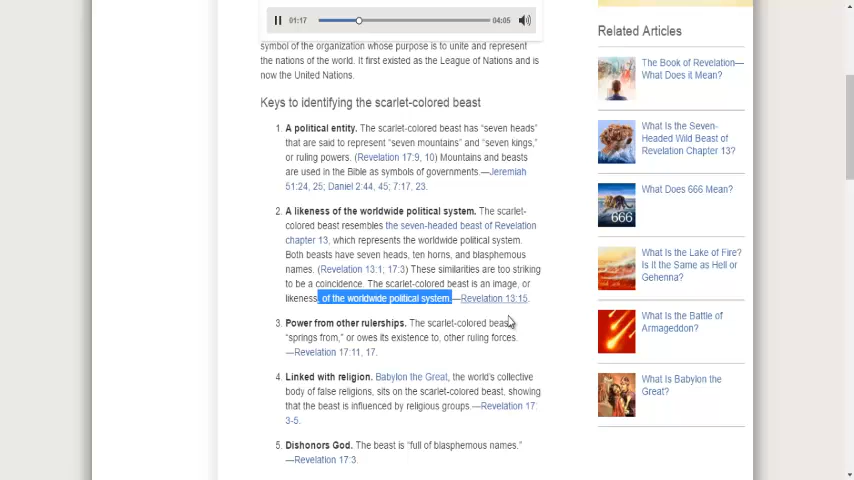 01:17
04:05
symbol of the organization whose purpose is to unite and represent
the nations of the world. It first existed as the League of Nations and is
now the United Nations.
Keys to identifying the scarlet-colored beast
1. A political entity. The scarlet-colored beast has “seven heads”
that are said to represent “seven mountains” and “seven kings,”
or ruling powers. (Revelation 17:9, 10) Mountains and beasts
are used in the Bible as symbols of governments.—Jeremiah
51:24, 25; Daniel 2:44, 45; 7:17, 23.
2. A likeness of the worldwide political system. The scarlet-
colored beast resembles the seven-headed beast of Revelation
chapter 13, which represents the worldwide political system.
Both beasts have seven heads, ten horns, and blasphemous
names. (Revelation 13:1; 17:3) These similarities are too striking
to be a coincidence. The scarlet-colored beast is an image, or
likeness, of the worldwide political system.—Revelation 13:15.
3. Power from other rulerships. The scarlet-colored beast
“springs from,” or owes its existence to, other ruling forces.
—Revelation 17:11, 17.
4. Linked with religion. Babylon the Great, the world’s collective
body of false religions, sits on the scarlet-colored beast, showing
that the beast is influenced by religious groups.—Revelation 17:
3-5.
5. Dishonors God. The beast is “full of blasphemous names.”
—Revelation 17:3.
Related Articles
The Book of Revelation—
What Does it Mean?
What Is the Seven-
Headed Wild Beast of
Revelation Chapter 13?
666
What Does 666 Mean?
What Is the Lake of Fire?
Is It the Same as Hell or
Gehenna?
What Is the Battle of
Armageddon?
What Is Babylon the
Great?